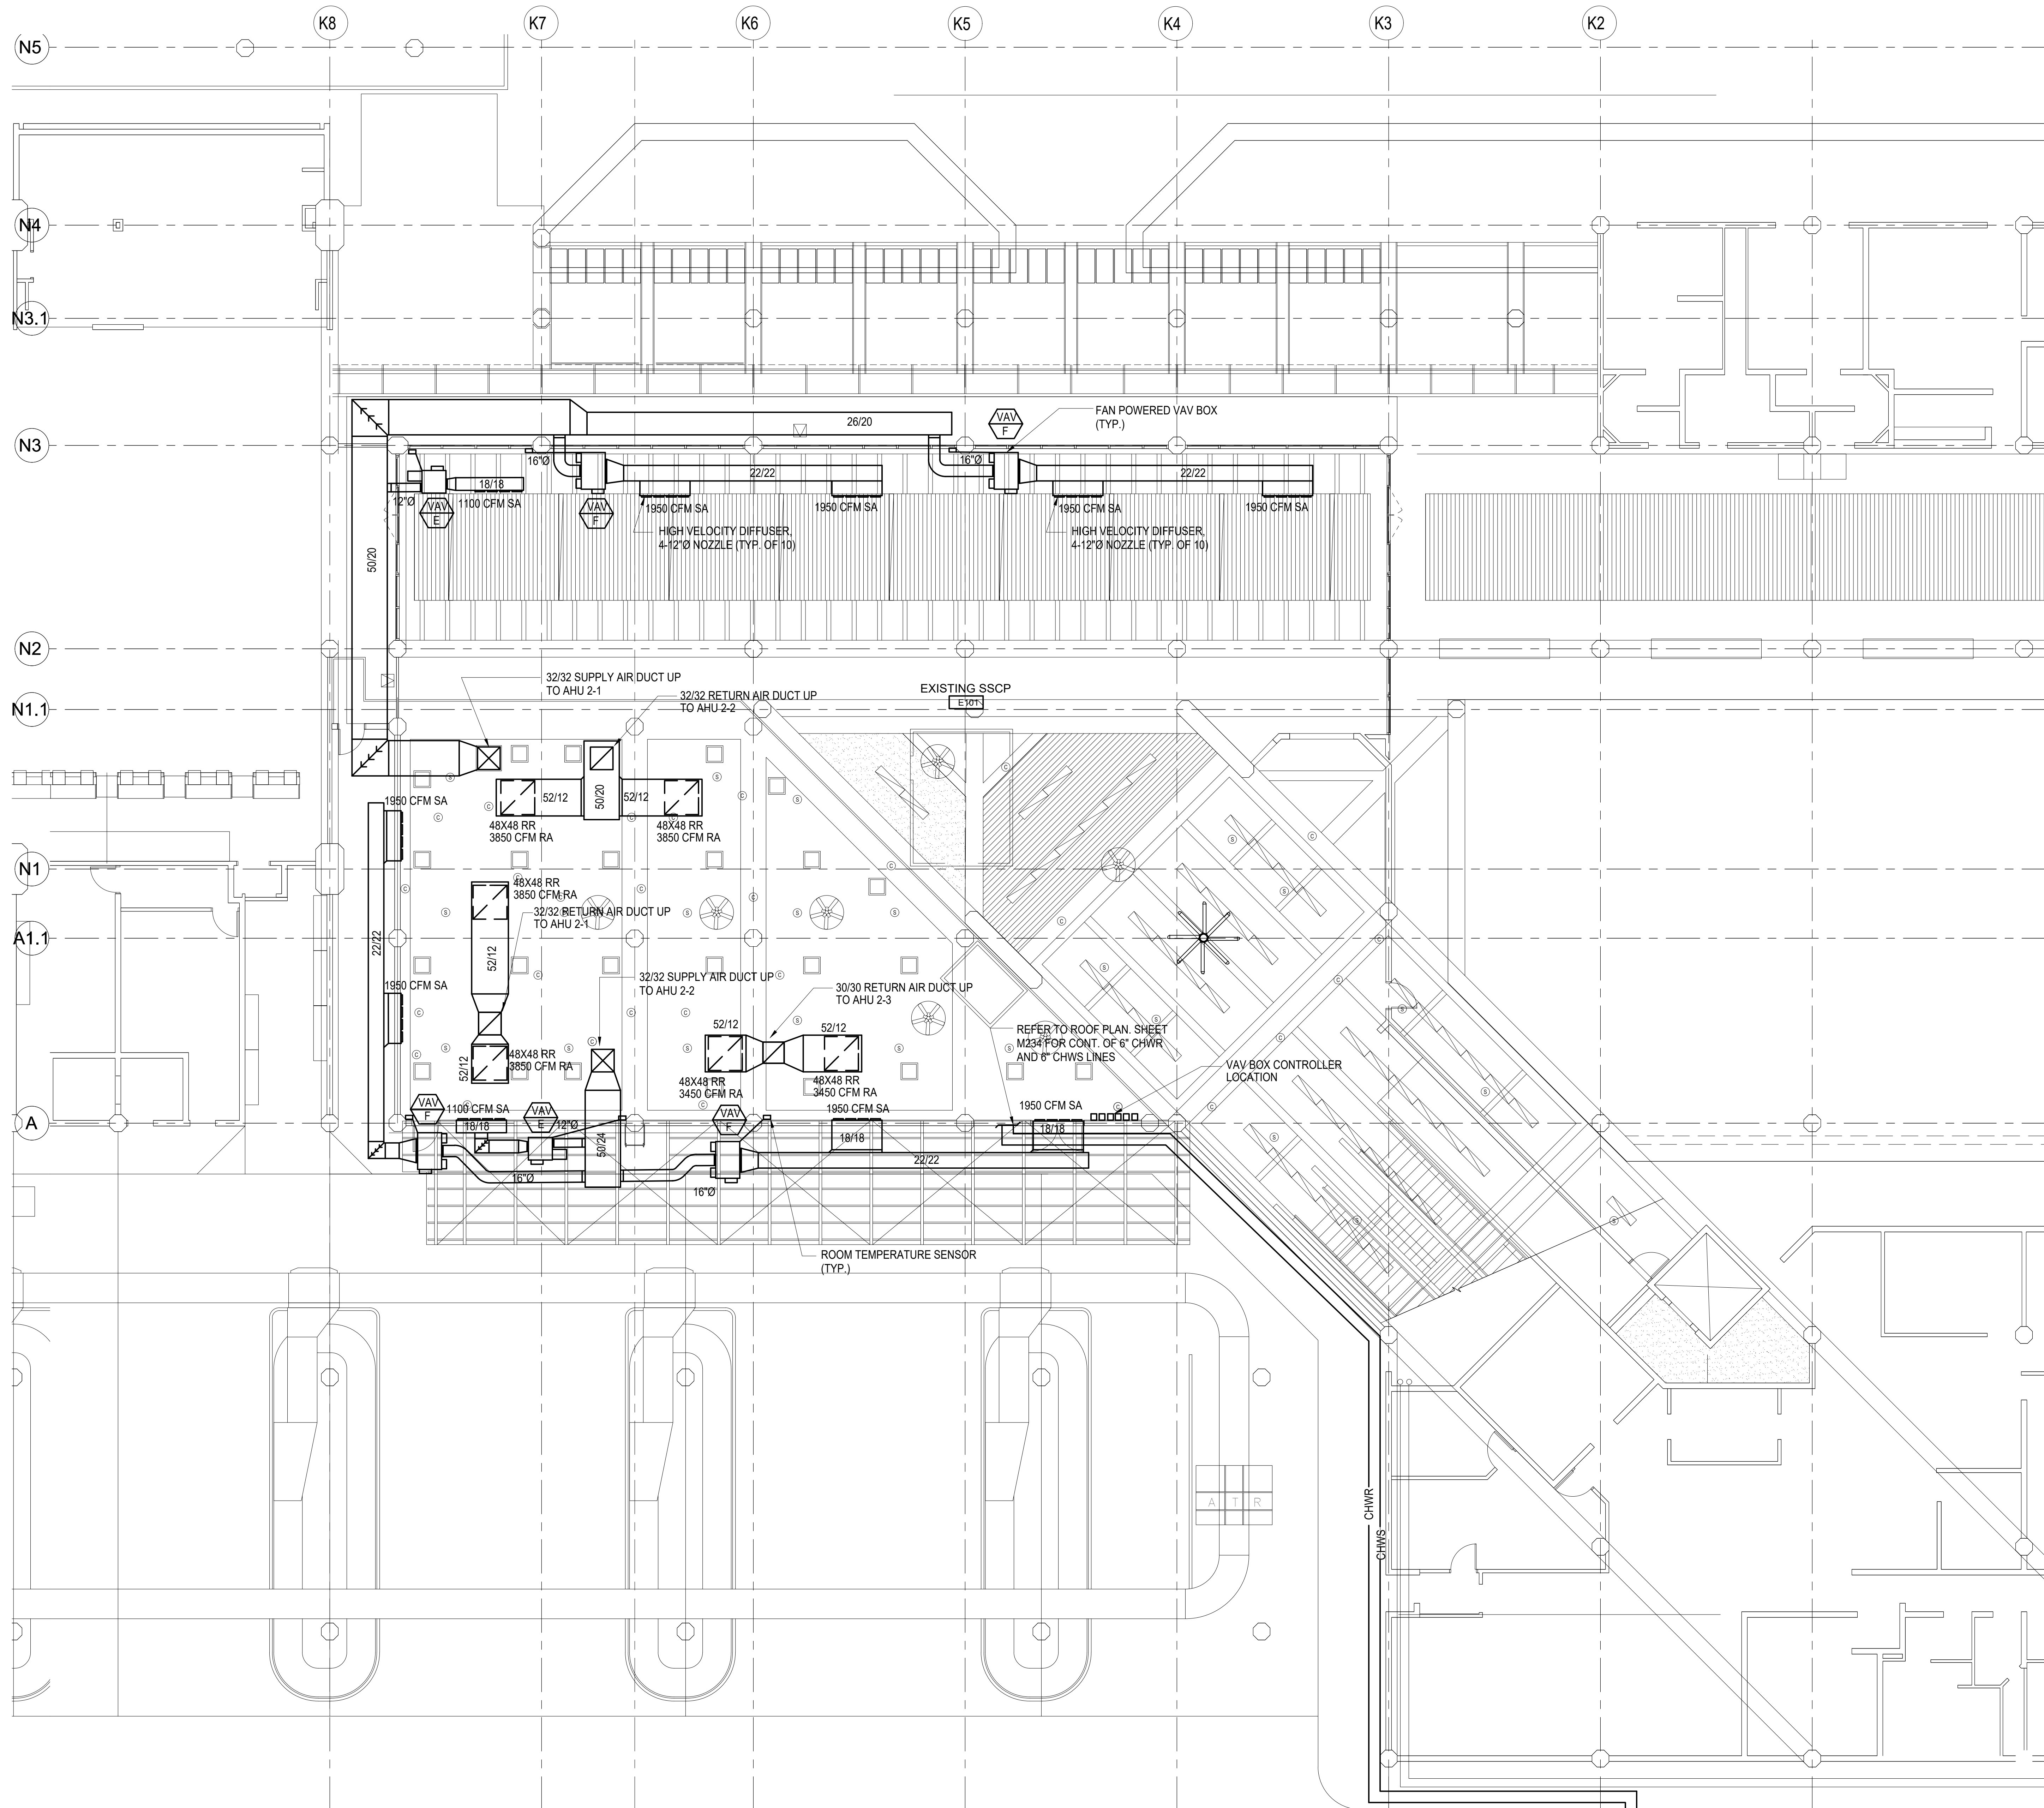 K8
K7
K6
K5
K4
K3
K2
N5
N4
N3.1
N3
N2
N1.1
N1
A1.1
A
26/20
VAV
F
FAN POWERED VAV BOX
(TYP.)
16"Ø
22/22
16"Ø
22/22
18/18
12"Ø
1100 CFM SA
VAV
E
VAV
F
1950 CFM SA
1950 CFM SA
1950 CFM SA
1950 CFM SA
HIGH VELOCITY DIFFUSER,
4-12"Ø NOZZLE (TYP. OF 10)
HIGH VELOCITY DIFFUSER,
4-12"Ø NOZZLE (TYP. OF 10)
50/20
32/32 SUPPLY AIR DUCT UP
TO AHU 2-1
32/32 RETURN AIR DUCT UP
TO AHU 2-2
EXISTING SSCP
E101
1950 CFM SA
52/12
50/20
52/12
48X48 RR
3850 CFM RA
48X48 RR
3850 CFM RA
48X48 RR
3850 CFM RA
32/32 RETURN AIR DUCT UP
TO AHU 2-1
22/22
52/12
1950 CFM SA
32/32 SUPPLY AIR DUCT UP
TO AHU 2-2
30/30 RETURN AIR DUCT UP
TO AHU 2-3
52/12
52/12
REFER TO ROOF PLAN. SHEET
M234 FOR CONT. OF 6" CHWR
AND 6" CHWS LINES
48X48 RR
3850 CFM RA
52/12
48X48 RR
3450 CFM RA
48X48 RR
3450 CFM RA
VAV BOX CONTROLLER
LOCATION
VAV
F
1100 CFM SA
18/18
VAV
E
12"Ø
50/24
VAV
F
1950 CFM SA
18/18
1950 CFM SA
18/18
22/22
16"Ø
16"Ø
ROOM TEMPERATURE SENSOR
(TYP.)
A T R
CHWR
CHWS